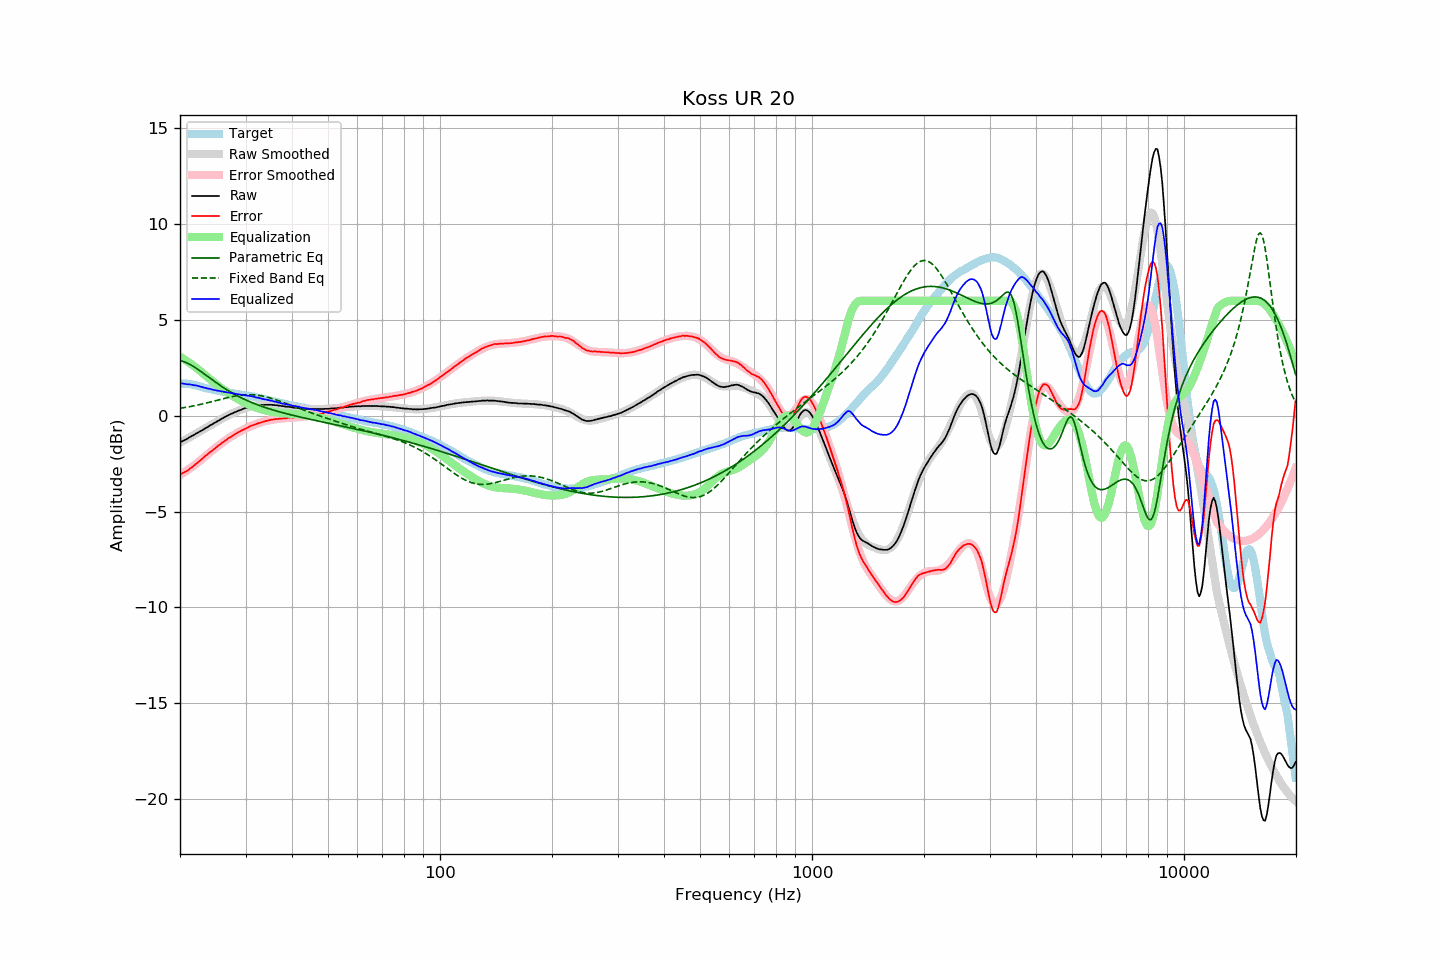 Koss UR 20
Target
Raw Smoothed
Error Smoothed
Raw
Error
Equalization
Parametric Eq
Fixed Band Eq
Equalized
15
10
5
0
−5
−10
−15
−20
Amplitude (dBr)
100
1000
10000
Frequency (Hz)